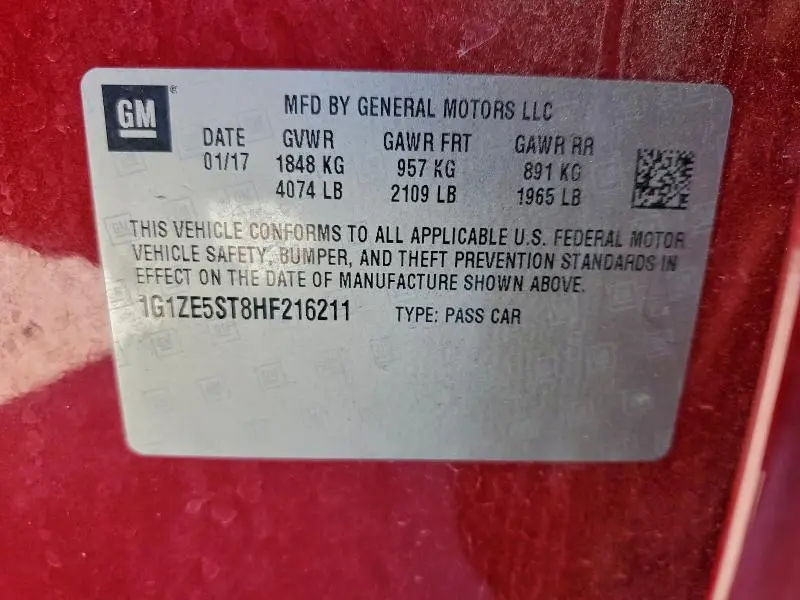 GM®
MFD BY GENERAL MOTORS LLC
DATE GVWR GAWR FRT GAWR RR
01/17 1848 KG 957 KG 891 KG
4074 LB 2109 LB 1965 LB
THIS VEHICLE CONFORMS TO ALL APPLICABLE U.S. FEDERAL MOTOR
VEHICLE SAFETY, BUMPER, AND THEFT PREVENTION STANDARDS IN
EFFECT ON THE DATE OF MANUFACTURE SHOWN ABOVE.
1G1ZE5ST8HF216211 TYPE: PASS CAR